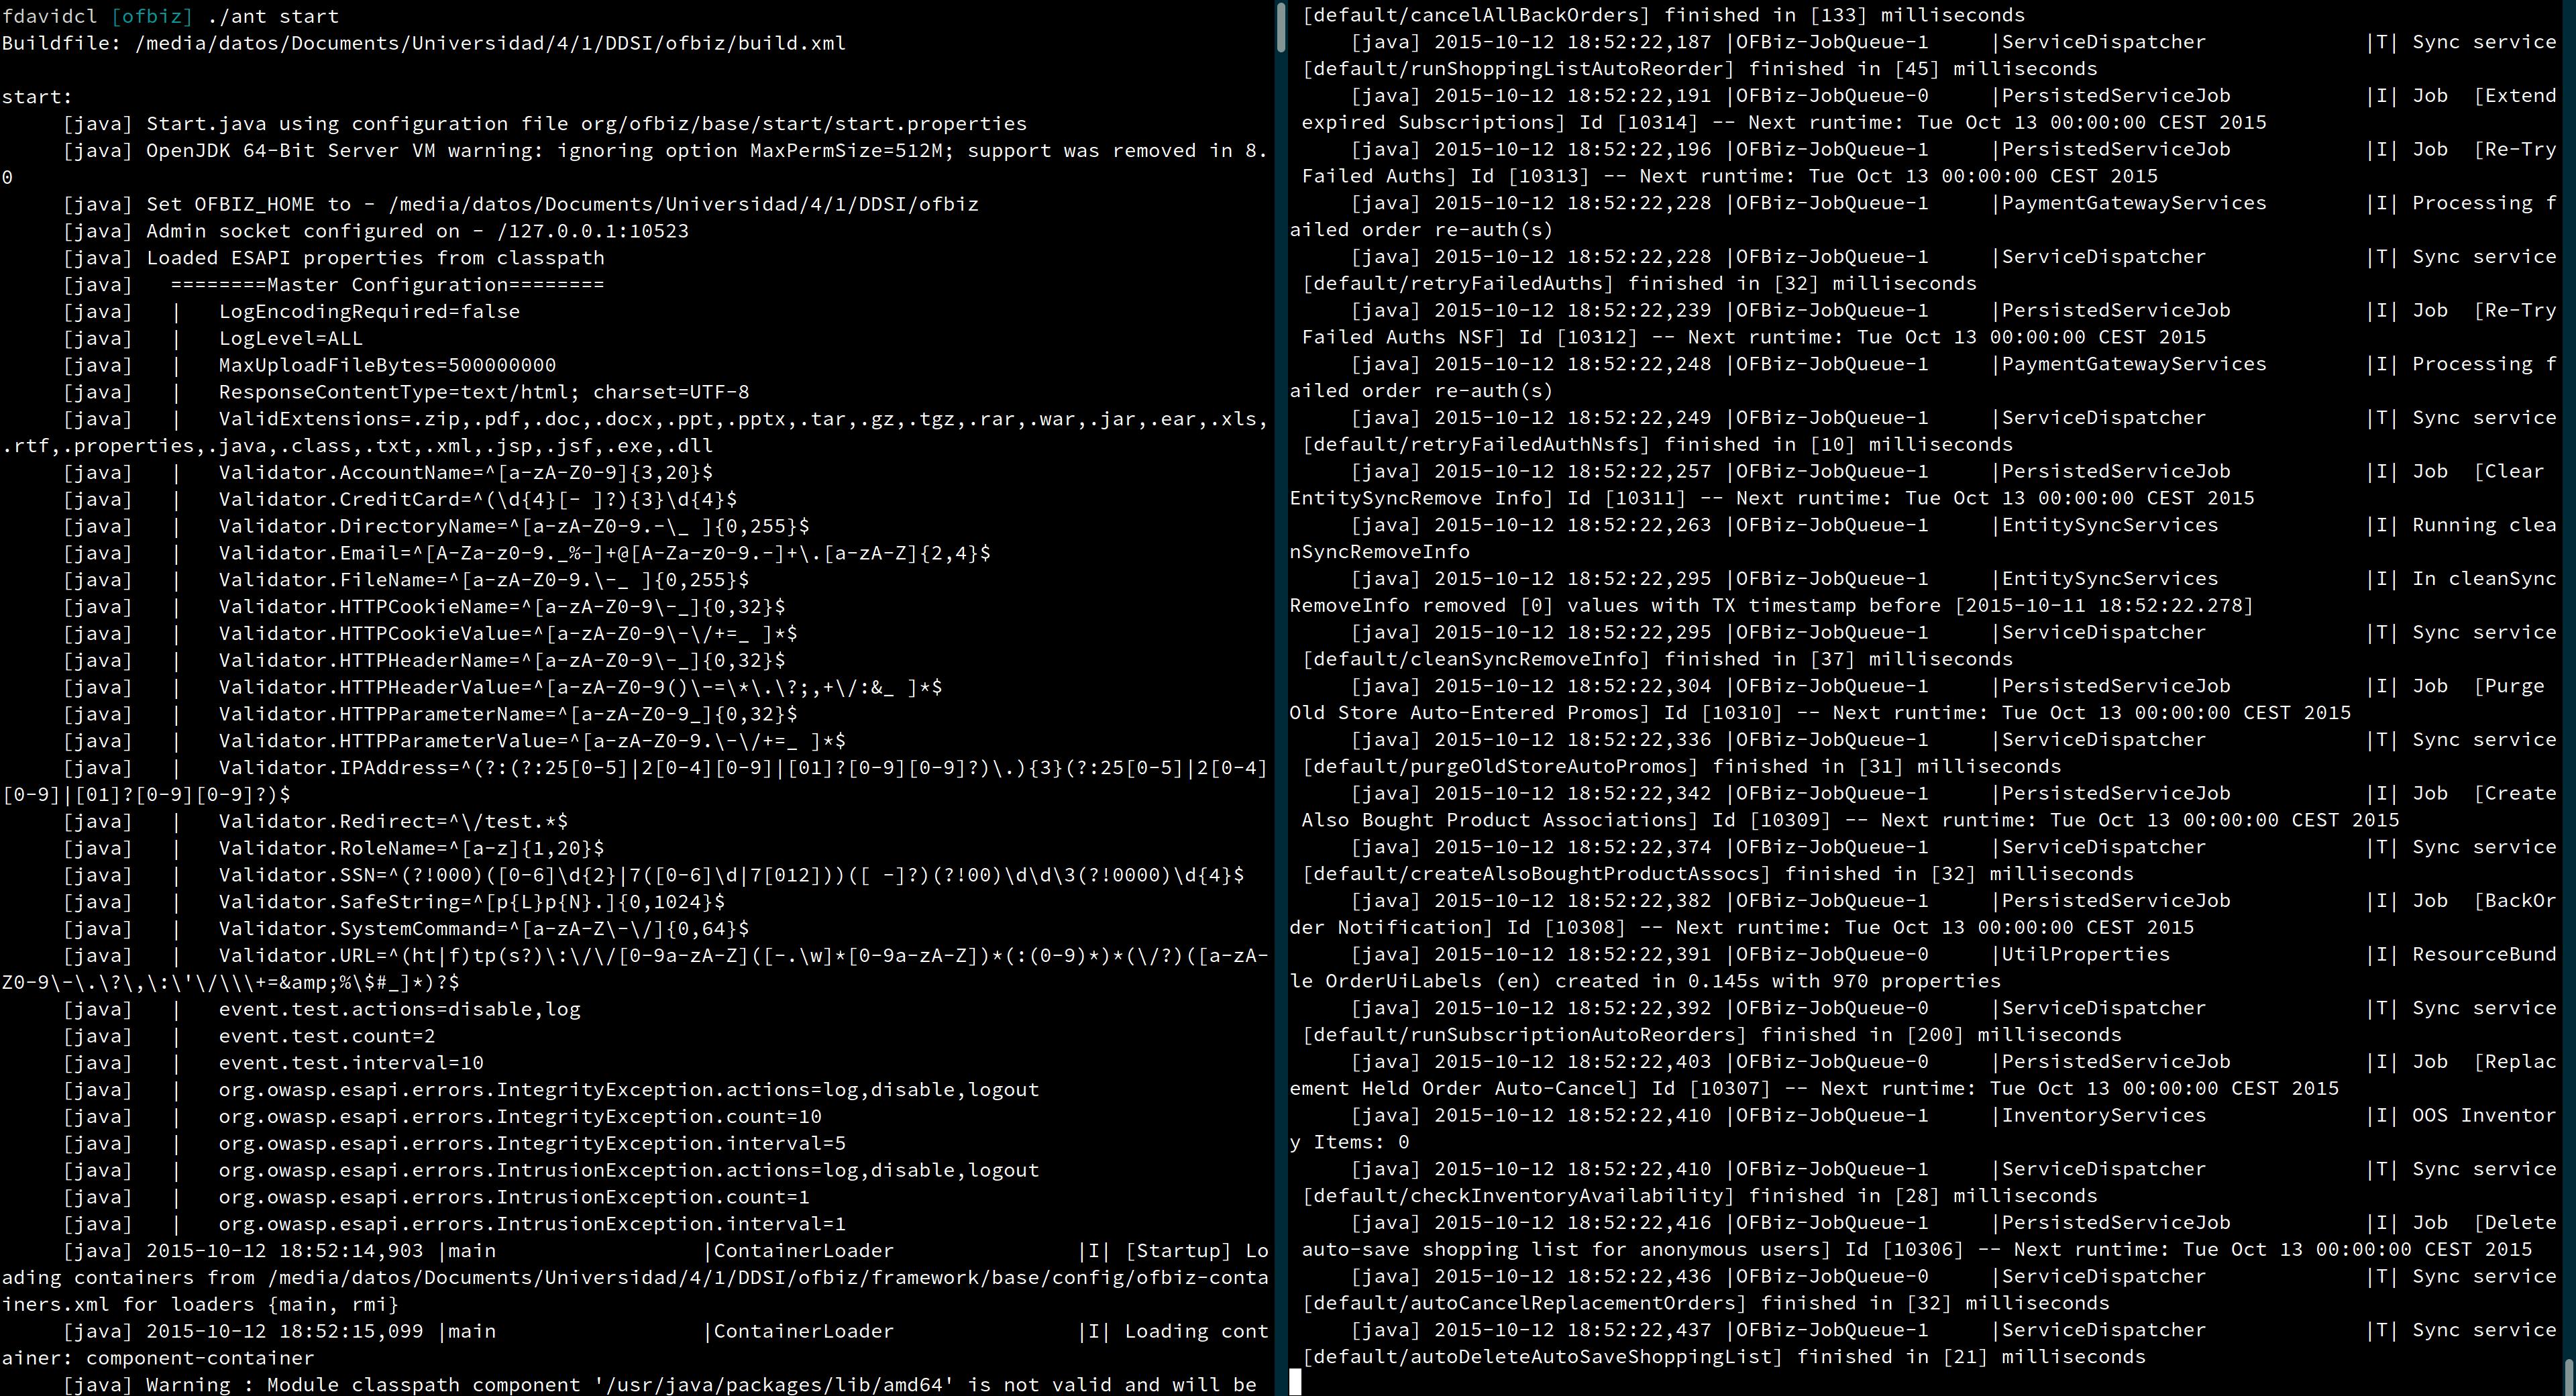 fdavidcl [ofbiz] ./ant start
Buildfile: /media/datos/Documents/Universidad/4/1/DDSI/ofbiz/build.xml
start:
[java] Start.java using configuration file org/ofbiz/base/start/start.properties
[java] OpenJDK 64-Bit Server VM warning: ignoring option MaxPermSize=512M; support was removed in 8.
0
[java] Set OFBIZ_HOME to - /media/datos/Documents/Universidad/4/1/DDSI/ofbiz
[java] Admin socket configured on - /127.0.0.1:10523
[java] Loaded ESAPI properties from classpath
[java]   ========Master Configuration========
[java]   |   LogEncodingRequired=false
[java]   |   LogLevel=ALL
[java]   |   MaxUploadFileBytes=500000000
[java]   |   ResponseContentType=text/html; charset=UTF-8
[java]   |   ValidExtensions=.zip,.pdf,.doc,.docx,.ppt,.pptx,.tar,.gz,.tgz,.rar,.war,.jar,.ear,.xls,
.rtf,.properties,.java,.class,.txt,.xml,.jsp,.jsf,.exe,.dll
[java]   |   Validator.AccountName=^[a-zA-Z0-9]{3,20}$
[java]   |   Validator.CreditCard=^(\d{4}[- ]?){3}\d{4}$
[java]   |   Validator.DirectoryName=^[a-zA-Z0-9.-\_ ]{0,255}$
[java]   |   Validator.Email=^[A-Za-z0-9._%-]+@[A-Za-z0-9.-]+\.[a-zA-Z]{2,4}$
[java]   |   Validator.FileName=^[a-zA-Z0-9.\-_ ]{0,255}$
[java]   |   Validator.HTTPCookieName=^[a-zA-Z0-9\-_]{0,32}$
[java]   |   Validator.HTTPCookieValue=^[a-zA-Z0-9\-\/+=_ ]*$
[java]   |   Validator.HTTPHeaderName=^[a-zA-Z0-9\-_]{0,32}$
[java]   |   Validator.HTTPHeaderValue=^[a-zA-Z0-9()\-=\*\.\?;,+\/:&_ ]*$
[java]   |   Validator.HTTPParameterName=^[a-zA-Z0-9_]{0,32}$
[java]   |   Validator.HTTPParameterValue=^[a-zA-Z0-9.\-\/+=_ ]*$
[java]   |   Validator.IPAddress=^(?:(?:25[0-5]|2[0-4][0-9]|[01]?[0-9][0-9]?)\.){3}(?:25[0-5]|2[0-4]
[0-9]|[01]?[0-9][0-9]?)$
[java]   |   Validator.Redirect=^\/test.*$
[java]   |   Validator.RoleName=^[a-z]{1,20}$
[java]   |   Validator.SSN=^(?!000)([0-6]\d{2}|7([0-6]\d|7[012]))([ -]?)(?!00)\d\d\3(?!0000)\d{4}$
[java]   |   Validator.SafeString=^[p{L}p{N}.]{0,1024}$
[java]   |   Validator.SystemCommand=^[a-zA-Z\-\/]{0,64}$
[java]   |   Validator.URL=^(ht|f)tp(s?)\:\/\/[0-9a-zA-Z]([-.\w]*[0-9a-zA-Z])*(:(0-9)*)*(\/?)([a-zA-
Z0-9\-\.\?\,\:\'\/\\\+=&amp;%\$#_]*)?$
[java]   |   event.test.actions=disable,log
[java]   |   event.test.count=2
[java]   |   event.test.interval=10
[java]   |   org.owasp.esapi.errors.IntegrityException.actions=log,disable,logout
[java]   |   org.owasp.esapi.errors.IntegrityException.count=10
[java]   |   org.owasp.esapi.errors.IntegrityException.interval=5
[java]   |   org.owasp.esapi.errors.IntrusionException.actions=log,disable,logout
[java]   |   org.owasp.esapi.errors.IntrusionException.count=1
[java]   |   org.owasp.esapi.errors.IntrusionException.interval=1
[java] 2015-10-12 18:52:14,903 |main                 |ContainerLoader               |I| [Startup] Lo
ading containers from /media/datos/Documents/Universidad/4/1/DDSI/ofbiz/framework/base/config/ofbiz-conta
iners.xml for loaders {main, rmi}
[java] 2015-10-12 18:52:15,099 |main                 |ContainerLoader               |I| Loading cont
ainer: component-container
[java] Warning : Module classpath component '/usr/java/packages/lib/amd64' is not valid and will be
[default/cancelAllBackOrders] finished in [133] milliseconds
[java] 2015-10-12 18:52:22,187 |OFBiz-JobQueue-1     |ServiceDispatcher             |T| Sync service
[default/runShoppingListAutoReorder] finished in [45] milliseconds
[java] 2015-10-12 18:52:22,191 |OFBiz-JobQueue-0     |PersistedServiceJob           |I| Job  [Extend
expired Subscriptions] Id [10314] -- Next runtime: Tue Oct 13 00:00:00 CEST 2015
[java] 2015-10-12 18:52:22,196 |OFBiz-JobQueue-1     |PersistedServiceJob           |I| Job  [Re-Try
Failed Auths] Id [10313] -- Next runtime: Tue Oct 13 00:00:00 CEST 2015
[java] 2015-10-12 18:52:22,228 |OFBiz-JobQueue-1     |PaymentGatewayServices        |I| Processing f
ailed order re-auth(s)
[java] 2015-10-12 18:52:22,228 |OFBiz-JobQueue-1     |ServiceDispatcher             |T| Sync service
[default/retryFailedAuths] finished in [32] milliseconds
[java] 2015-10-12 18:52:22,239 |OFBiz-JobQueue-1     |PersistedServiceJob           |I| Job  [Re-Try
Failed Auths NSF] Id [10312] -- Next runtime: Tue Oct 13 00:00:00 CEST 2015
[java] 2015-10-12 18:52:22,248 |OFBiz-JobQueue-1     |PaymentGatewayServices        |I| Processing f
ailed order re-auth(s)
[java] 2015-10-12 18:52:22,249 |OFBiz-JobQueue-1     |ServiceDispatcher             |T| Sync service
[default/retryFailedAuthNsfs] finished in [10] milliseconds
[java] 2015-10-12 18:52:22,257 |OFBiz-JobQueue-1     |PersistedServiceJob           |I| Job  [Clear
EntitySyncRemove Info] Id [10311] -- Next runtime: Tue Oct 13 00:00:00 CEST 2015
[java] 2015-10-12 18:52:22,263 |OFBiz-JobQueue-1     |EntitySyncServices            |I| Running clea
nSyncRemoveInfo
[java] 2015-10-12 18:52:22,295 |OFBiz-JobQueue-1     |EntitySyncServices            |I| In cleanSync
RemoveInfo removed [0] values with TX timestamp before [2015-10-11 18:52:22.278]
[java] 2015-10-12 18:52:22,295 |OFBiz-JobQueue-1     |ServiceDispatcher             |T| Sync service
[default/cleanSyncRemoveInfo] finished in [37] milliseconds
[java] 2015-10-12 18:52:22,304 |OFBiz-JobQueue-1     |PersistedServiceJob           |I| Job  [Purge
Old Store Auto-Entered Promos] Id [10310] -- Next runtime: Tue Oct 13 00:00:00 CEST 2015
[java] 2015-10-12 18:52:22,336 |OFBiz-JobQueue-1     |ServiceDispatcher             |T| Sync service
[default/purgeOldStoreAutoPromos] finished in [31] milliseconds
[java] 2015-10-12 18:52:22,342 |OFBiz-JobQueue-1     |PersistedServiceJob           |I| Job  [Create
Also Bought Product Associations] Id [10309] -- Next runtime: Tue Oct 13 00:00:00 CEST 2015
[java] 2015-10-12 18:52:22,374 |OFBiz-JobQueue-1     |ServiceDispatcher             |T| Sync service
[default/createAlsoBoughtProductAssocs] finished in [32] milliseconds
[java] 2015-10-12 18:52:22,382 |OFBiz-JobQueue-1     |PersistedServiceJob           |I| Job  [BackOr
der Notification] Id [10308] -- Next runtime: Tue Oct 13 00:00:00 CEST 2015
[java] 2015-10-12 18:52:22,391 |OFBiz-JobQueue-0     |UtilProperties                |I| ResourceBund
le OrderUiLabels (en) created in 0.145s with 970 properties
[java] 2015-10-12 18:52:22,392 |OFBiz-JobQueue-0     |ServiceDispatcher             |T| Sync service
[default/runSubscriptionAutoReorders] finished in [200] milliseconds
[java] 2015-10-12 18:52:22,403 |OFBiz-JobQueue-0     |PersistedServiceJob           |I| Job  [Replac
ement Held Order Auto-Cancel] Id [10307] -- Next runtime: Tue Oct 13 00:00:00 CEST 2015
[java] 2015-10-12 18:52:22,410 |OFBiz-JobQueue-1     |InventoryServices             |I| OOS Inventor
y Items: 0
[java] 2015-10-12 18:52:22,410 |OFBiz-JobQueue-1     |ServiceDispatcher             |T| Sync service
[default/checkInventoryAvailability] finished in [28] milliseconds
[java] 2015-10-12 18:52:22,416 |OFBiz-JobQueue-1     |PersistedServiceJob           |I| Job  [Delete
auto-save shopping list for anonymous users] Id [10306] -- Next runtime: Tue Oct 13 00:00:00 CEST 2015
[java] 2015-10-12 18:52:22,436 |OFBiz-JobQueue-0     |ServiceDispatcher             |T| Sync service
[default/autoCancelReplacementOrders] finished in [32] milliseconds
[java] 2015-10-12 18:52:22,437 |OFBiz-JobQueue-1     |ServiceDispatcher             |T| Sync service
[default/autoDeleteAutoSaveShoppingList] finished in [21] milliseconds